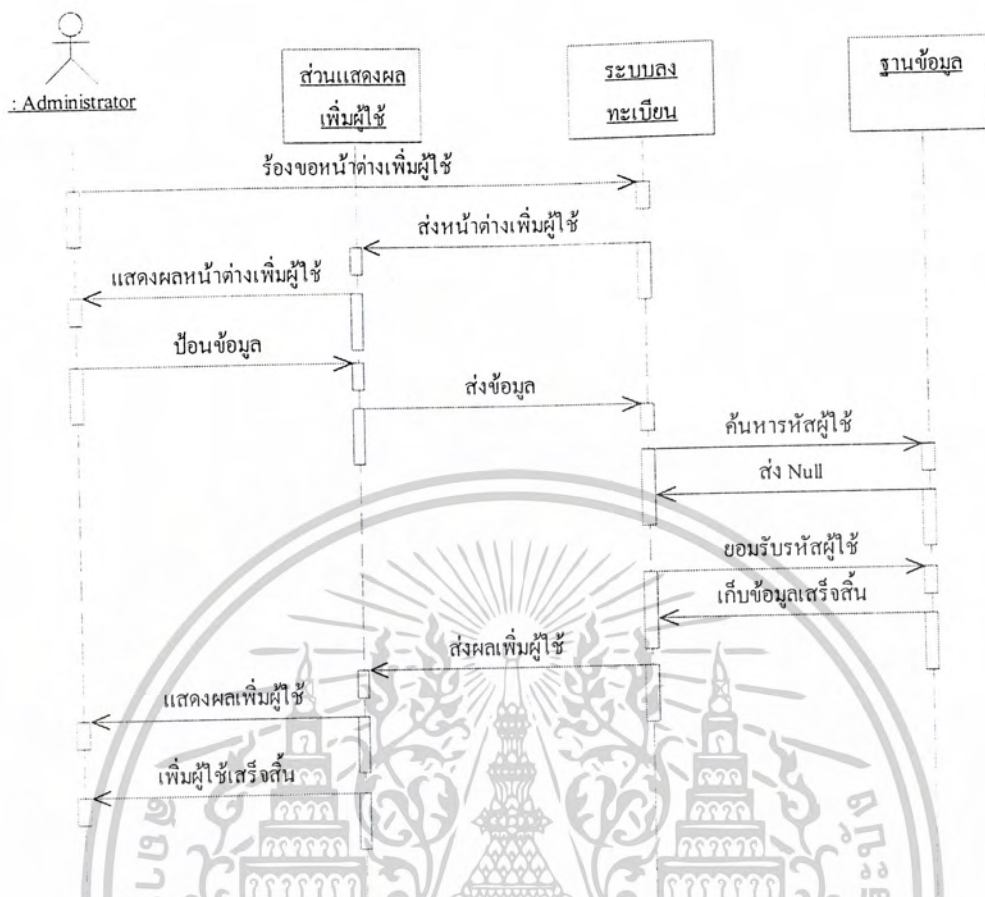 : Administrator
ส่วนแสดงผล
เพิ่มผู้ใช้
ระบบลง
ทะเบียน
ฐานข้อมูล
ร้องขอหน้าต่างเพิ่มผู้ใช้
ส่งหน้าต่างเพิ่มผู้ใช้
แสดงผลหน้าต่างเพิ่มผู้ใช้
ป้อนข้อมูล
ส่งข้อมูล
ค้นหารหัสผู้ใช้
ส่ง Null
ยอมรับรหัสผู้ใช้
เก็บข้อมูลเสร็จสิ้น
ส่งผลเพิ่มผู้ใช้
แสดงผลเพิ่มผู้ใช้
เพิ่มผู้ใช้เสร็จสิ้น